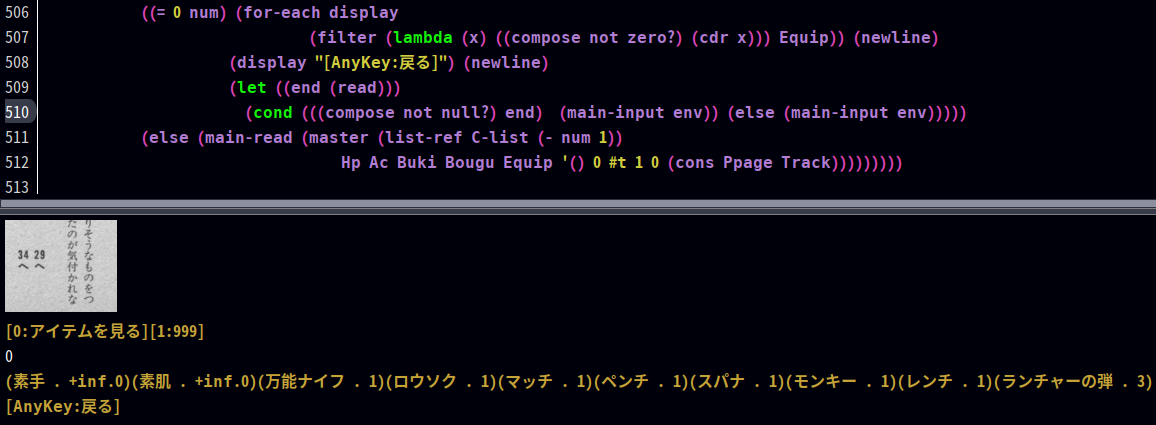 506 ((= 0 num) (for-each display
507 (filter (lambda (x) ((compose not zero?) (cdr x))) Equip)) (newline)
508 (display "[AnyKey:戻る]") (newline)
509 (let ((end (read)))
510 (cond (((compose not null?) end) (main-input env)) (else (main-input env)))))
511 (else (main-read (master (list-ref C-list (- num 1))
512 Hp Ac Buki Bougu Equip '() 0 #t 1 0 (cons Ppage Track)))))))))
513
りそうなものをつ
たのが気付かれな
29へ
34へ
[0:アイテムを見る][1:999]
0
(素手 . +inf.0)(素肌 . +inf.0)(万能ナイフ . 1)(ロウソク . 1)(マッチ . 1)(ペンチ . 1)(スパナ . 1)(モンキー . 1)(レンチ . 1)(ランチャーの弾 . 3)
[AnyKey:戻る]